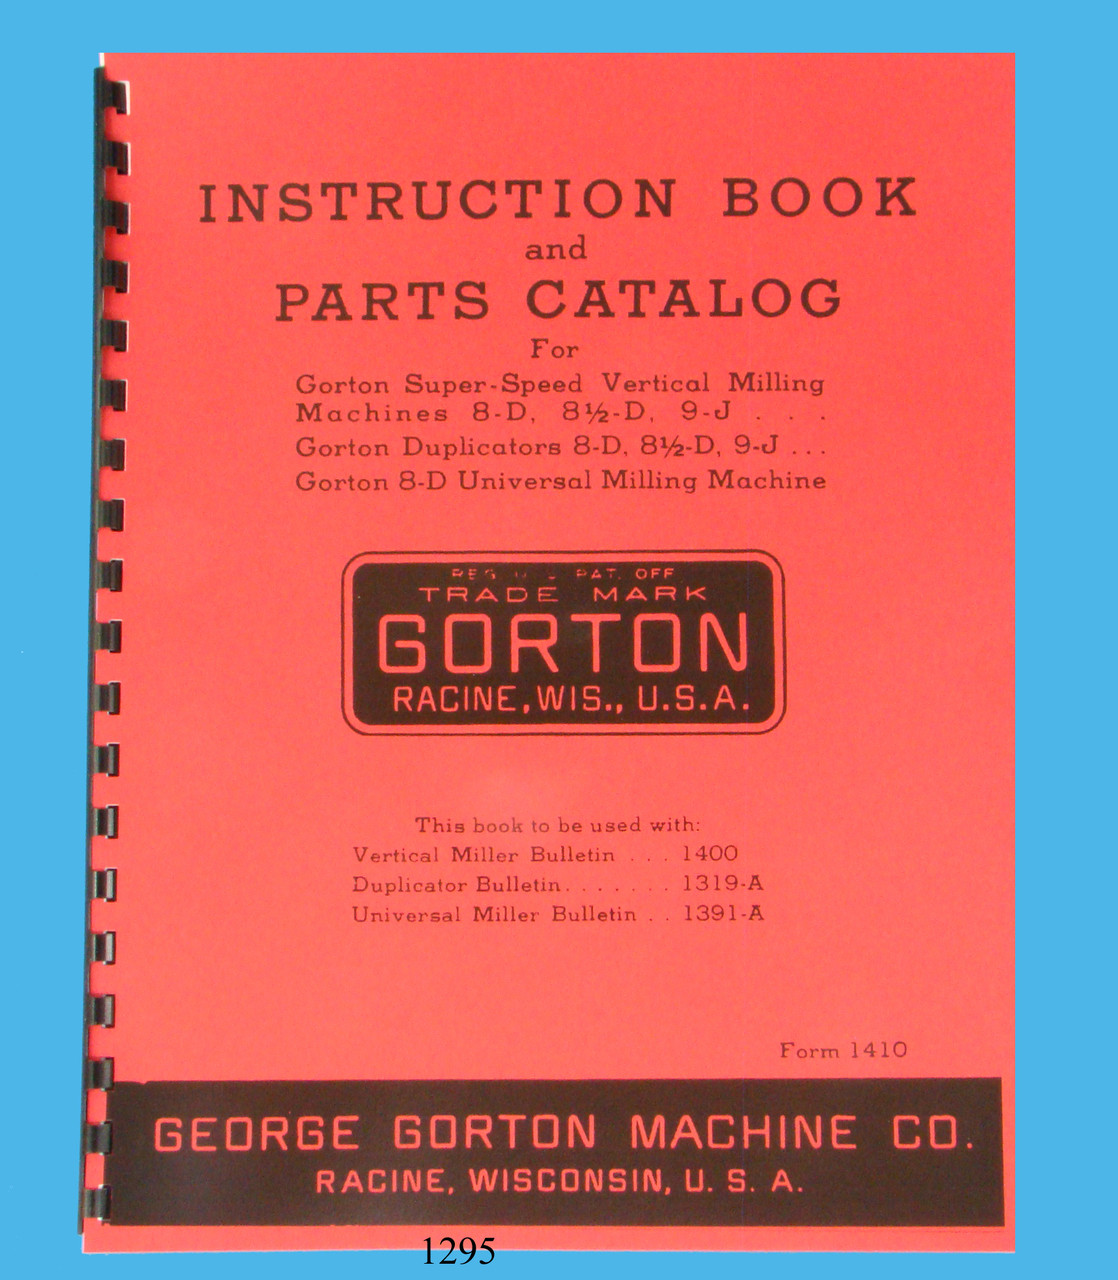 INSTRUCTION BOOK
and
PARTS CATALOG
For
Gorton Super-Speed Vertical Milling
Machines 8-D, 8½-D, 9-J . . .
Gorton Duplicators 8-D, 8½-D, 9-J ...
Gorton 8-D Universal Milling Machine
PAT. OFF
TRADE MARK
GORTON
RACINE, WIS., U.S.A.
This book to be used with:
Vertical Miller Bulletin . . . 1400
Duplicator Bulletin. . . . . . . 1319-A
Universal Miller Bulletin . . 1391-A
Form 1410
GEORGE GORTON MACHINE CO.
RACINE, WISCONSIN, U. S. A.
1295